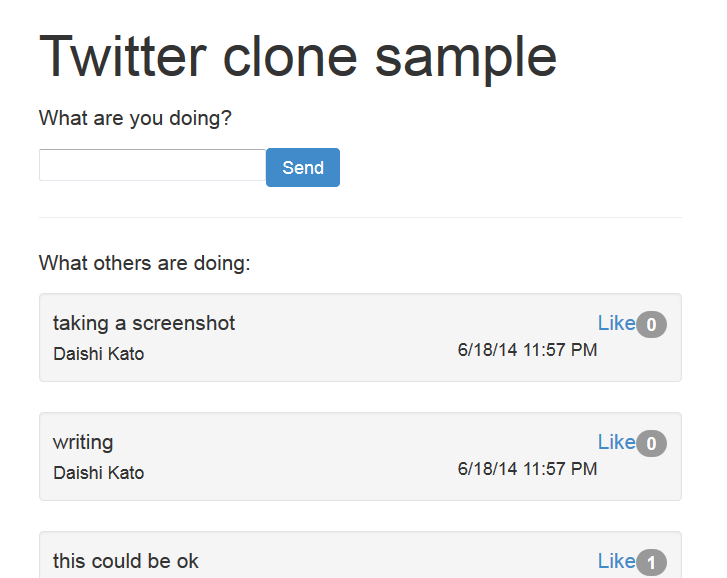 Twitter clone sample
What are you doing?
Send
What others are doing:
taking a screenshot Like 0
Daishi Kato 6/18/14 11:57 PM
writing Like 0
Daishi Kato 6/18/14 11:57 PM
this could be ok Like 1